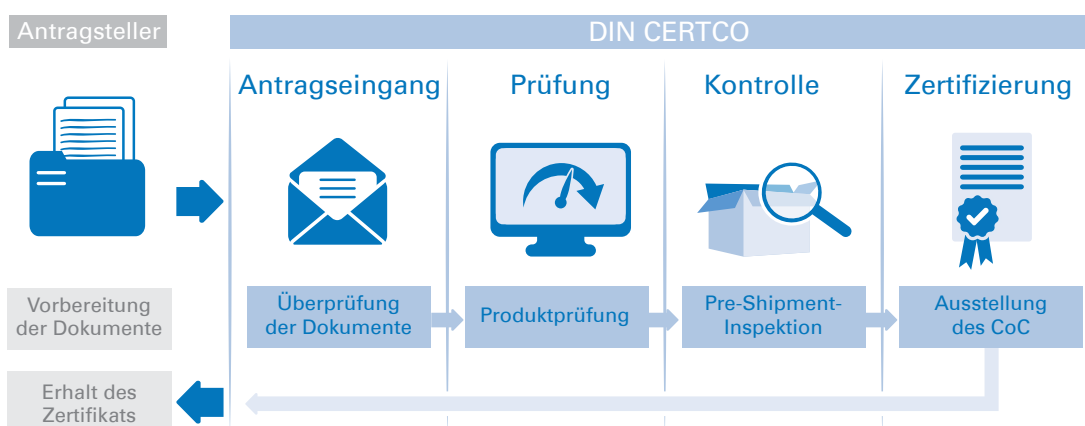 Antragsteller
DIN CERTCO
Antragseingang
Prüfung
Kontrolle
Zertifizierung
Vorbereitung
der Dokumente
Überprüfung
der Dokumente
Produktprüfung
Pre-Shipment-
Inspektion
Ausstellung
des CoC
Erhalt des
Zertifikats